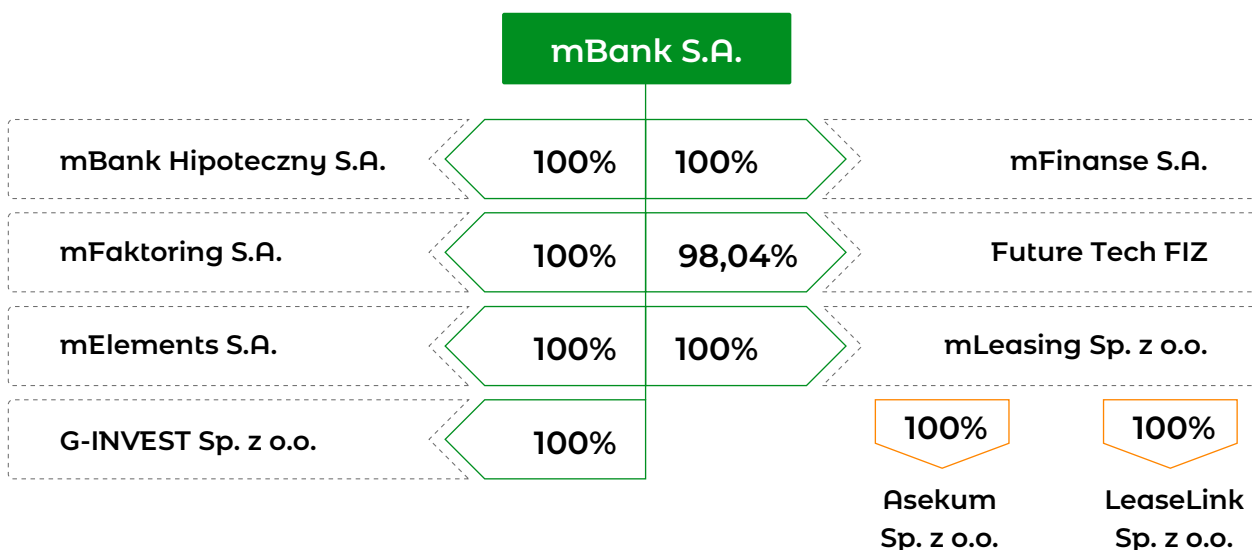 mBank S.A.
mBank Hipoteczny S.A. 100% 100% mFinanse S.A.
mFaktoring S.A. 100% 98,04% Future Tech FIZ
mElements S.A. 100% 100% mLeasing Sp. z o.o.
G-INVEST Sp. z o.o. 100% 100% 100%
Asekum LeaseLink
Sp. z o.o. Sp. z o.o.